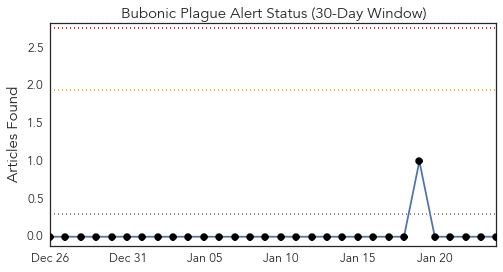 Bubonic Plague Alert Status (30-Day Window)
Articles Found
2.5
2.0
1.5
1.0
0.5
0.0
Dec 26 Dec 31 Jan 05 Jan 10 Jan 15 Jan 20